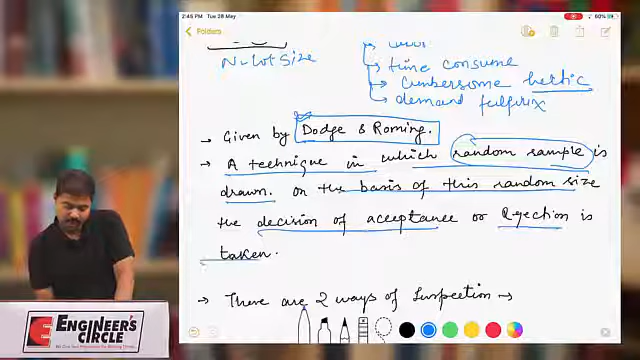 2:45 PM Tue 28 May
60%
Folders
N→Lot Size
→ time consume
→ Cumbersome hectic
→ demand fulfix
→ Given by Dodge & Roming.
→ A technique in which random sample is
drawn. on the basis of this random size
the decision of acceptance or Rejection is
taken.
→ There are 2 ways of Inspection →
ENGINEER'S
CIRCLE